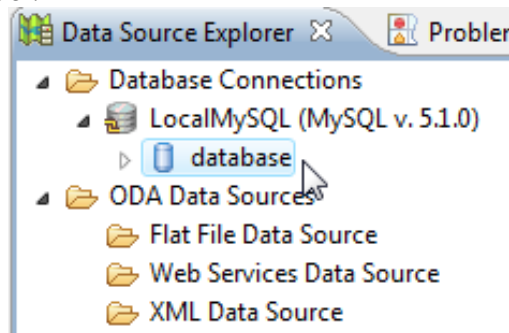 Data Source Explorer Problem
Database Connections
LocalMySQL (MySQL v. 5.1.0)
database
ODA Data Sources
Flat File Data Source
Web Services Data Source
XML Data Source